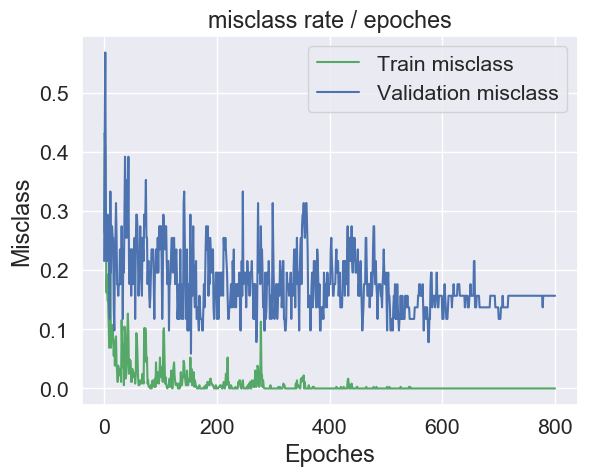 misclass rate / epoches
Train misclass
Validation misclass
Misclass
0.5
0.4
0.3
0.2
0.1
0.0
0
200
400
600
800
Epoches